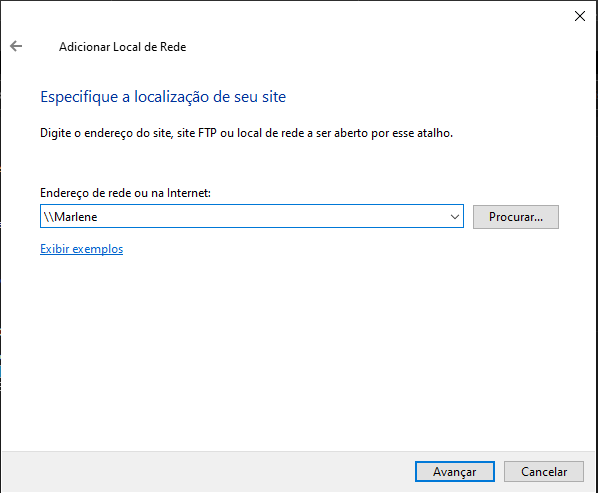 Adicionar Local de Rede
Especifique a localização de seu site
Digite o endereço do site, site FTP ou local de rede a ser aberto por esse atalho.
Endereço de rede ou na Internet:
\\Marlene
Procurar...
Exibir exemplos
Avançar
Cancelar